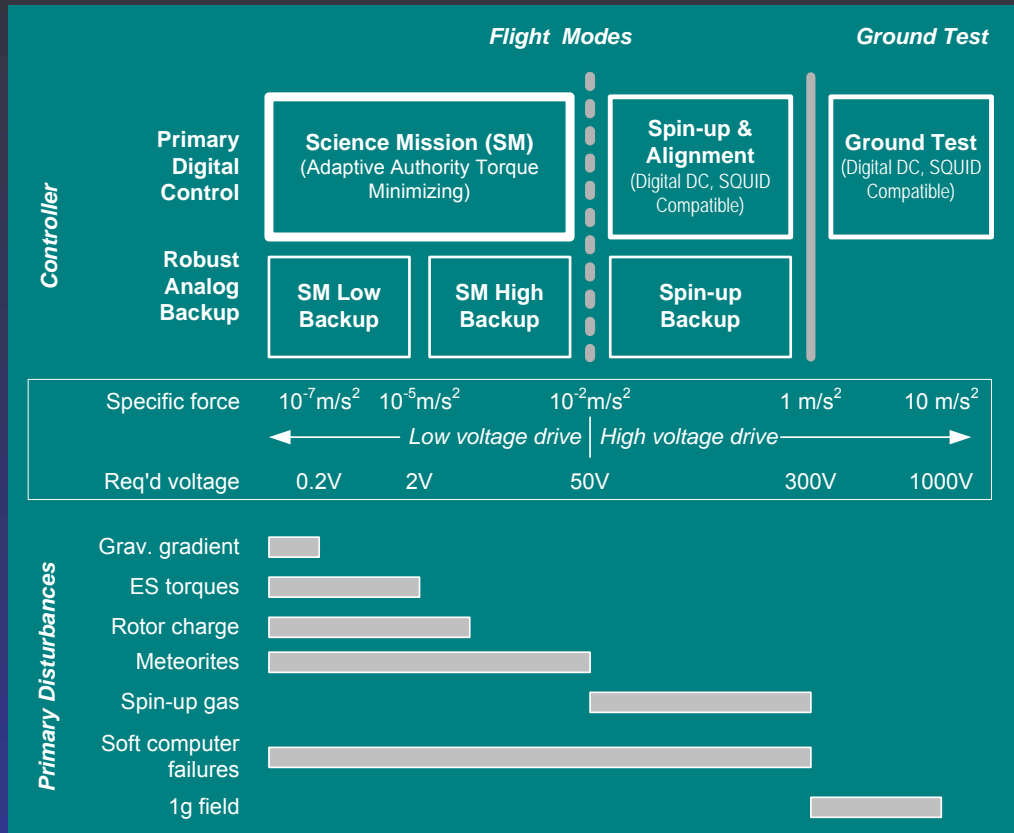 Flight Modes
Ground Test
Controller
Primary
Digital
Control
Science Mission (SM)
(Adaptive Authority Torque
Minimizing)
Spin-up &
Alignment
(Digital DC, SQUID
Compatible)
Ground Test
(Digital DC, SQUID
Compatible)
Robust
Analog
Backup
SM Low
Backup
SM High
Backup
Spin-up
Backup
Specific force 10⁻⁷m/s² 10⁻⁵m/s² 10⁻²m/s² 1 m/s² 10 m/s²
Low voltage drive High voltage drive
Req'd voltage 0.2V 2V 50V 300V 1000V
Primary Disturbances
Grav. gradient
ES torques
Rotor charge
Meteorites
Spin-up gas
Soft computer
failures
1g field